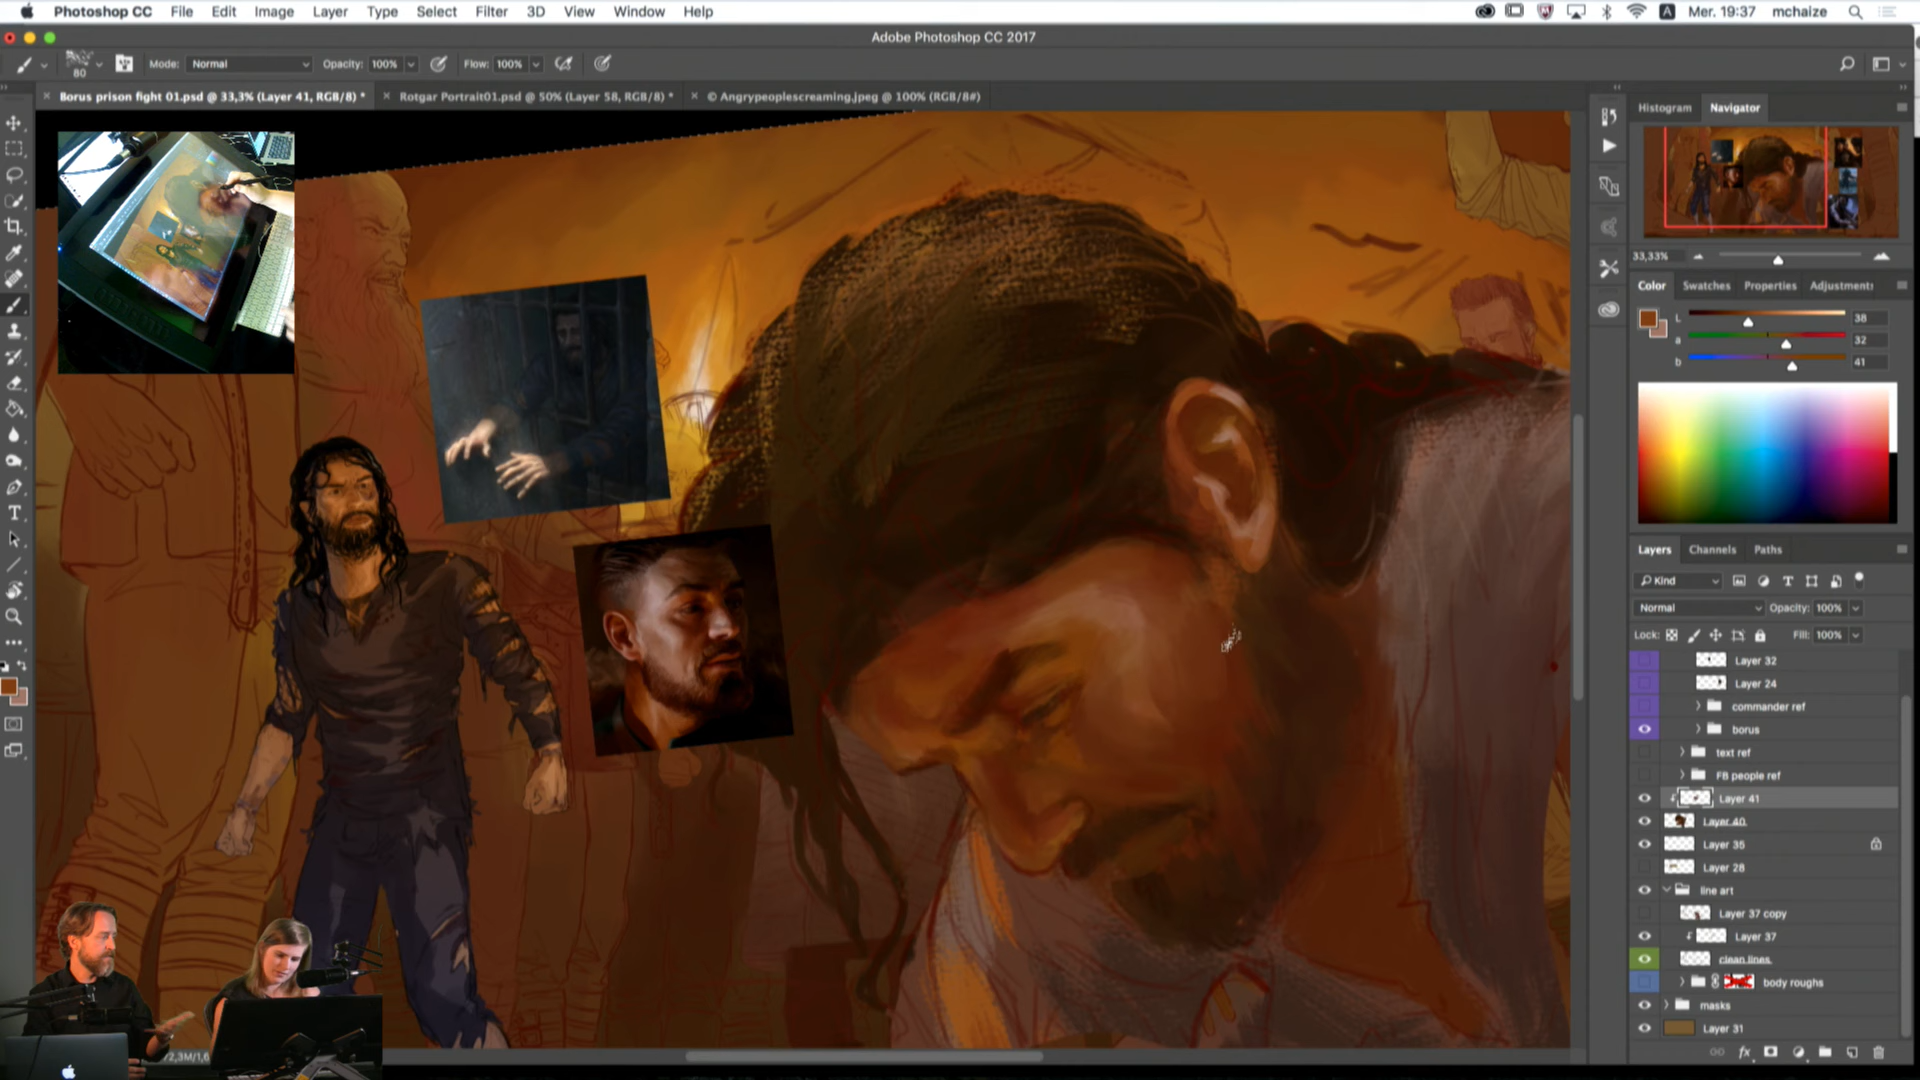 Photoshop CC File Edit Image Layer Type Select Filter 3D View Window Help Mer. 19:37 mchaize
Adobe Photoshop CC 2017
80 Mode: Normal Opacity: 100% Flow: 100%
Borus prison fight 01.psd @ 33,3% (Layer 41, RGB/8) * Rotgar Portrait01.psd @ 50% (Layer 58, RGB/8) * © Angrypeoplescreaming.jpeg @ 100% (RGB/8#)
Histogram Navigator
33,33%
Color Swatches Properties Adjustments
L 38
a 32
b 41
Layers Channels Paths
Kind
Normal Opacity: 100%
Lock: Fill: 100%
Layer 32
Layer 24
commander ref
borus
text ref
FB people ref
Layer 41
Layer 40
Layer 35
Layer 28
line art
Layer 37 copy
Layer 37
clean lines
body roughs
masks
Layer 31